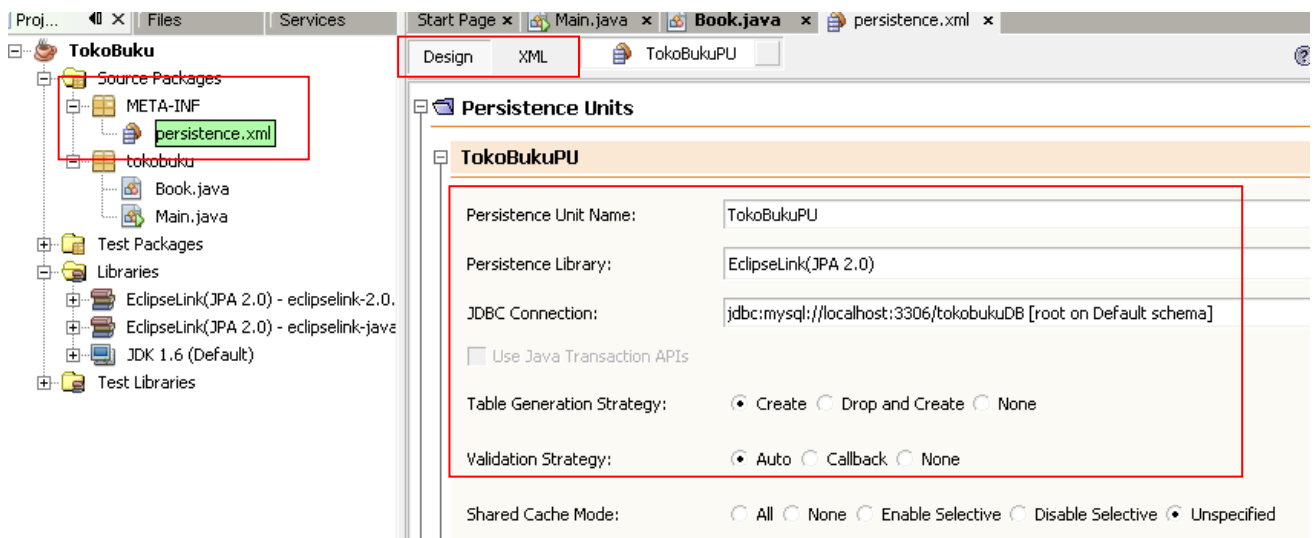 Proj... Files Services
TokoBuku
Source Packages
META-INF
persistence.xml
tokobuku
Book.java
Main.java
Test Packages
Libraries
EclipseLink(JPA 2.0) - eclipselink-2.0.
EclipseLink(JPA 2.0) - eclipselink-java
JDK 1.6 (Default)
Test Libraries
Start Page Main.java Book.java persistence.xml
Design XML TokoBukuPU
Persistence Units
TokoBukuPU
Persistence Unit Name: TokoBukuPU
Persistence Library: EclipseLink(JPA 2.0)
JDBC Connection: jdbc:mysql://localhost:3306/tokobukuDB [root on Default schema]
Use Java Transaction APIs
Table Generation Strategy: Create Drop and Create None
Validation Strategy: Auto Callback None
Shared Cache Mode: All None Enable Selective Disable Selective Unspecified